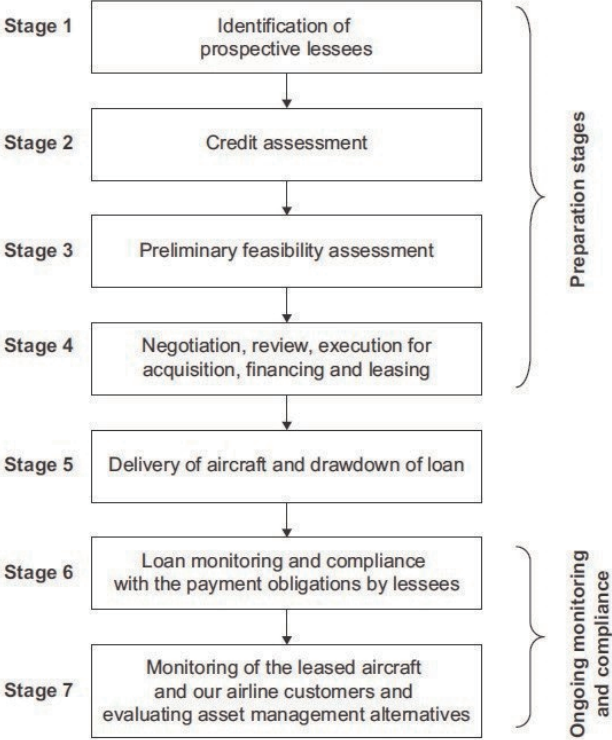 Stage 1
Identification of
prospective lessees
Stage 2
Credit assessment
Stage 3
Preliminary feasibility assessment
Stage 4
Negotiation, review, execution for
acquisition, financing and leasing
Preparation stages
Stage 5
Delivery of aircraft and drawdown of loan
Stage 6
Loan monitoring and compliance
with the payment obligations by lessees
Stage 7
Monitoring of the leased aircraft
and our airline customers and
evaluating asset management alternatives
Ongoing monitoring
and compliance